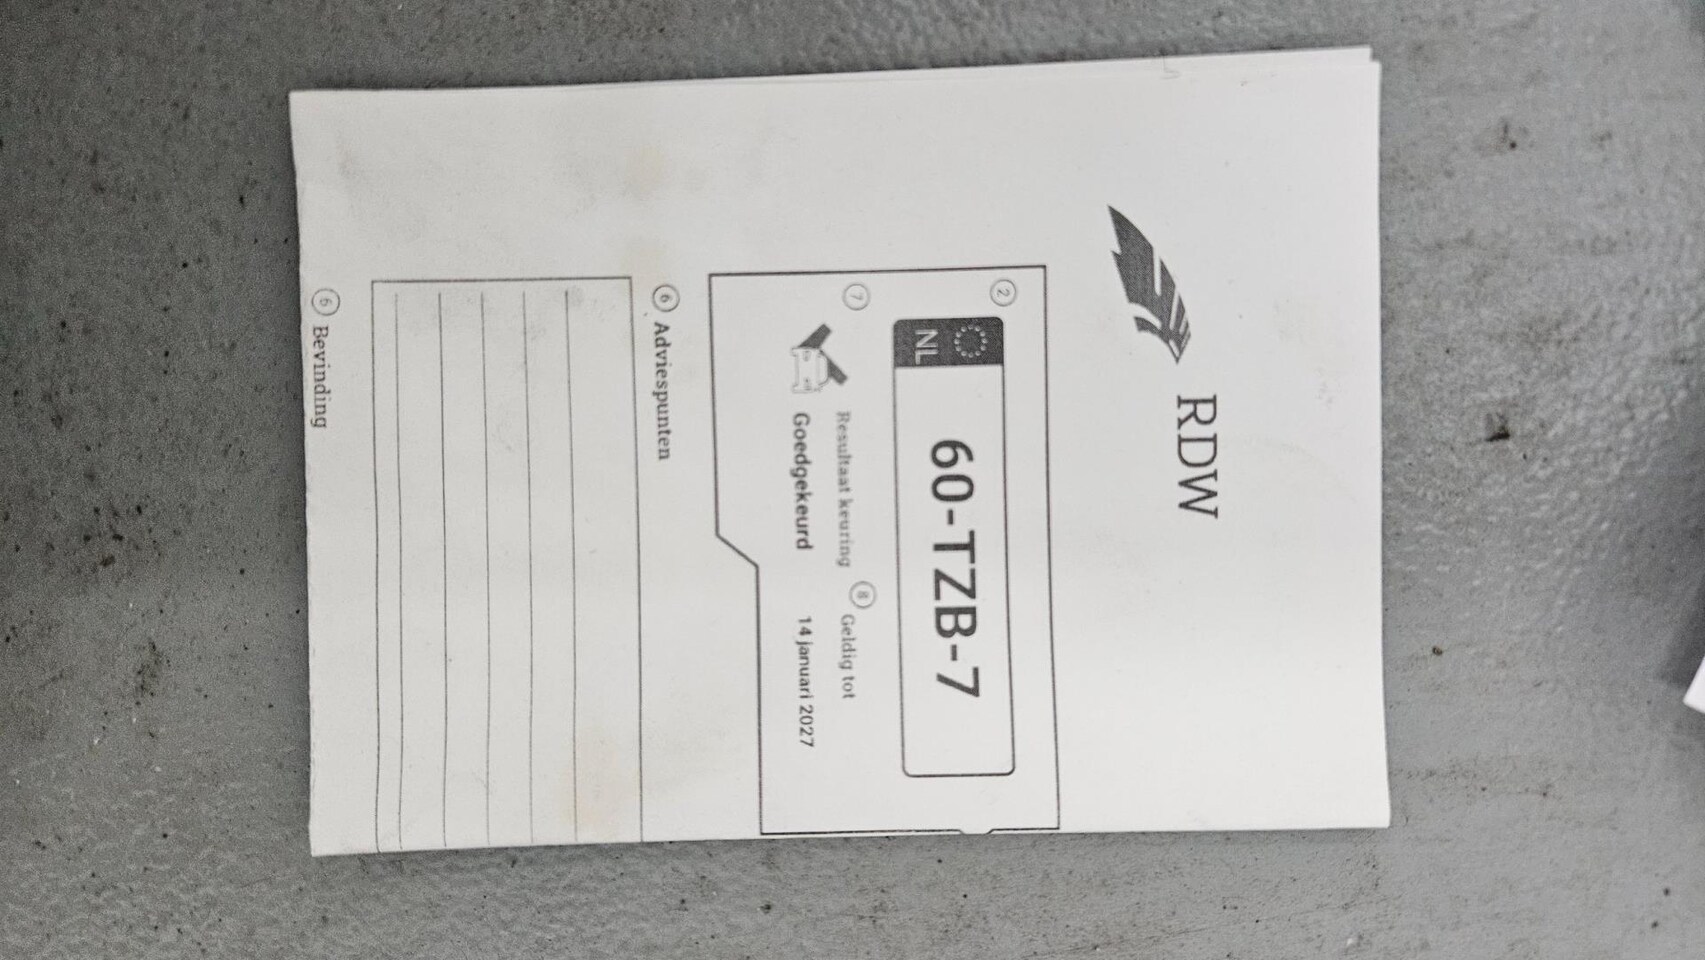 RDW
2
NL 60-TZB-7
7 Resultaat keuring 8 Geldig tot
Goedgekeurd 14 januari 2027
6 Adviespunten
6 Bevinding